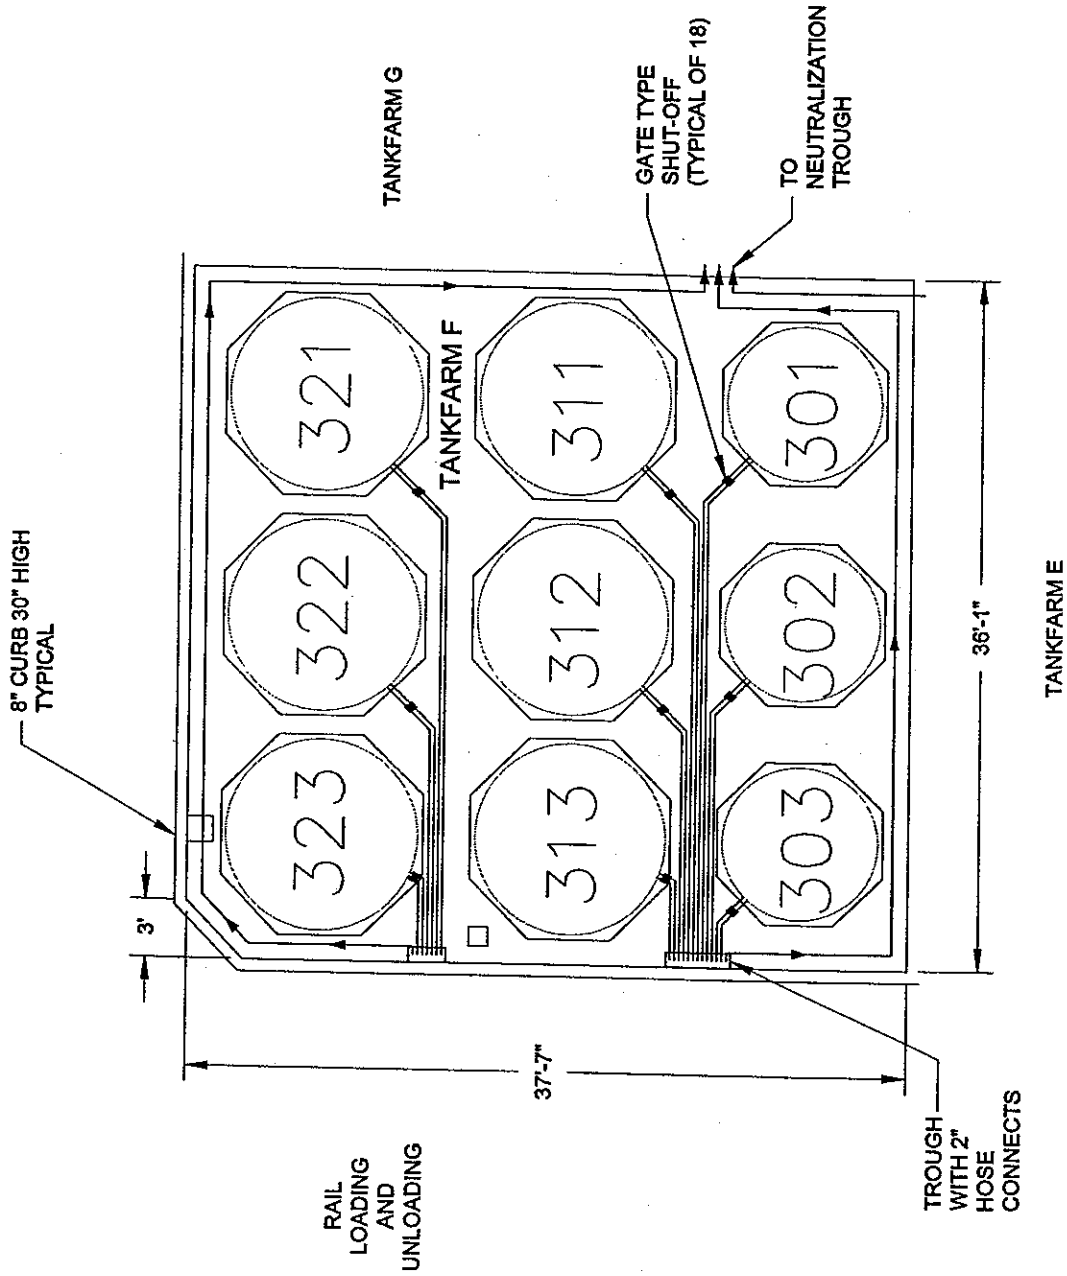 8" CURB 30" HIGH
TYPICAL
3'
TANKFARM G
323
322
321
TANKFARM F
GATE TYPE
SHUT-OFF
(TYPICAL OF 18)
313
312
311
TO
NEUTRALIZATION
TROUGH
303
302
301
RAIL
LOADING
AND
UNLOADING
37'-7"
36'-1"
TROUGH
WITH 2"
HOSE
CONNECTS
TANKFARM E